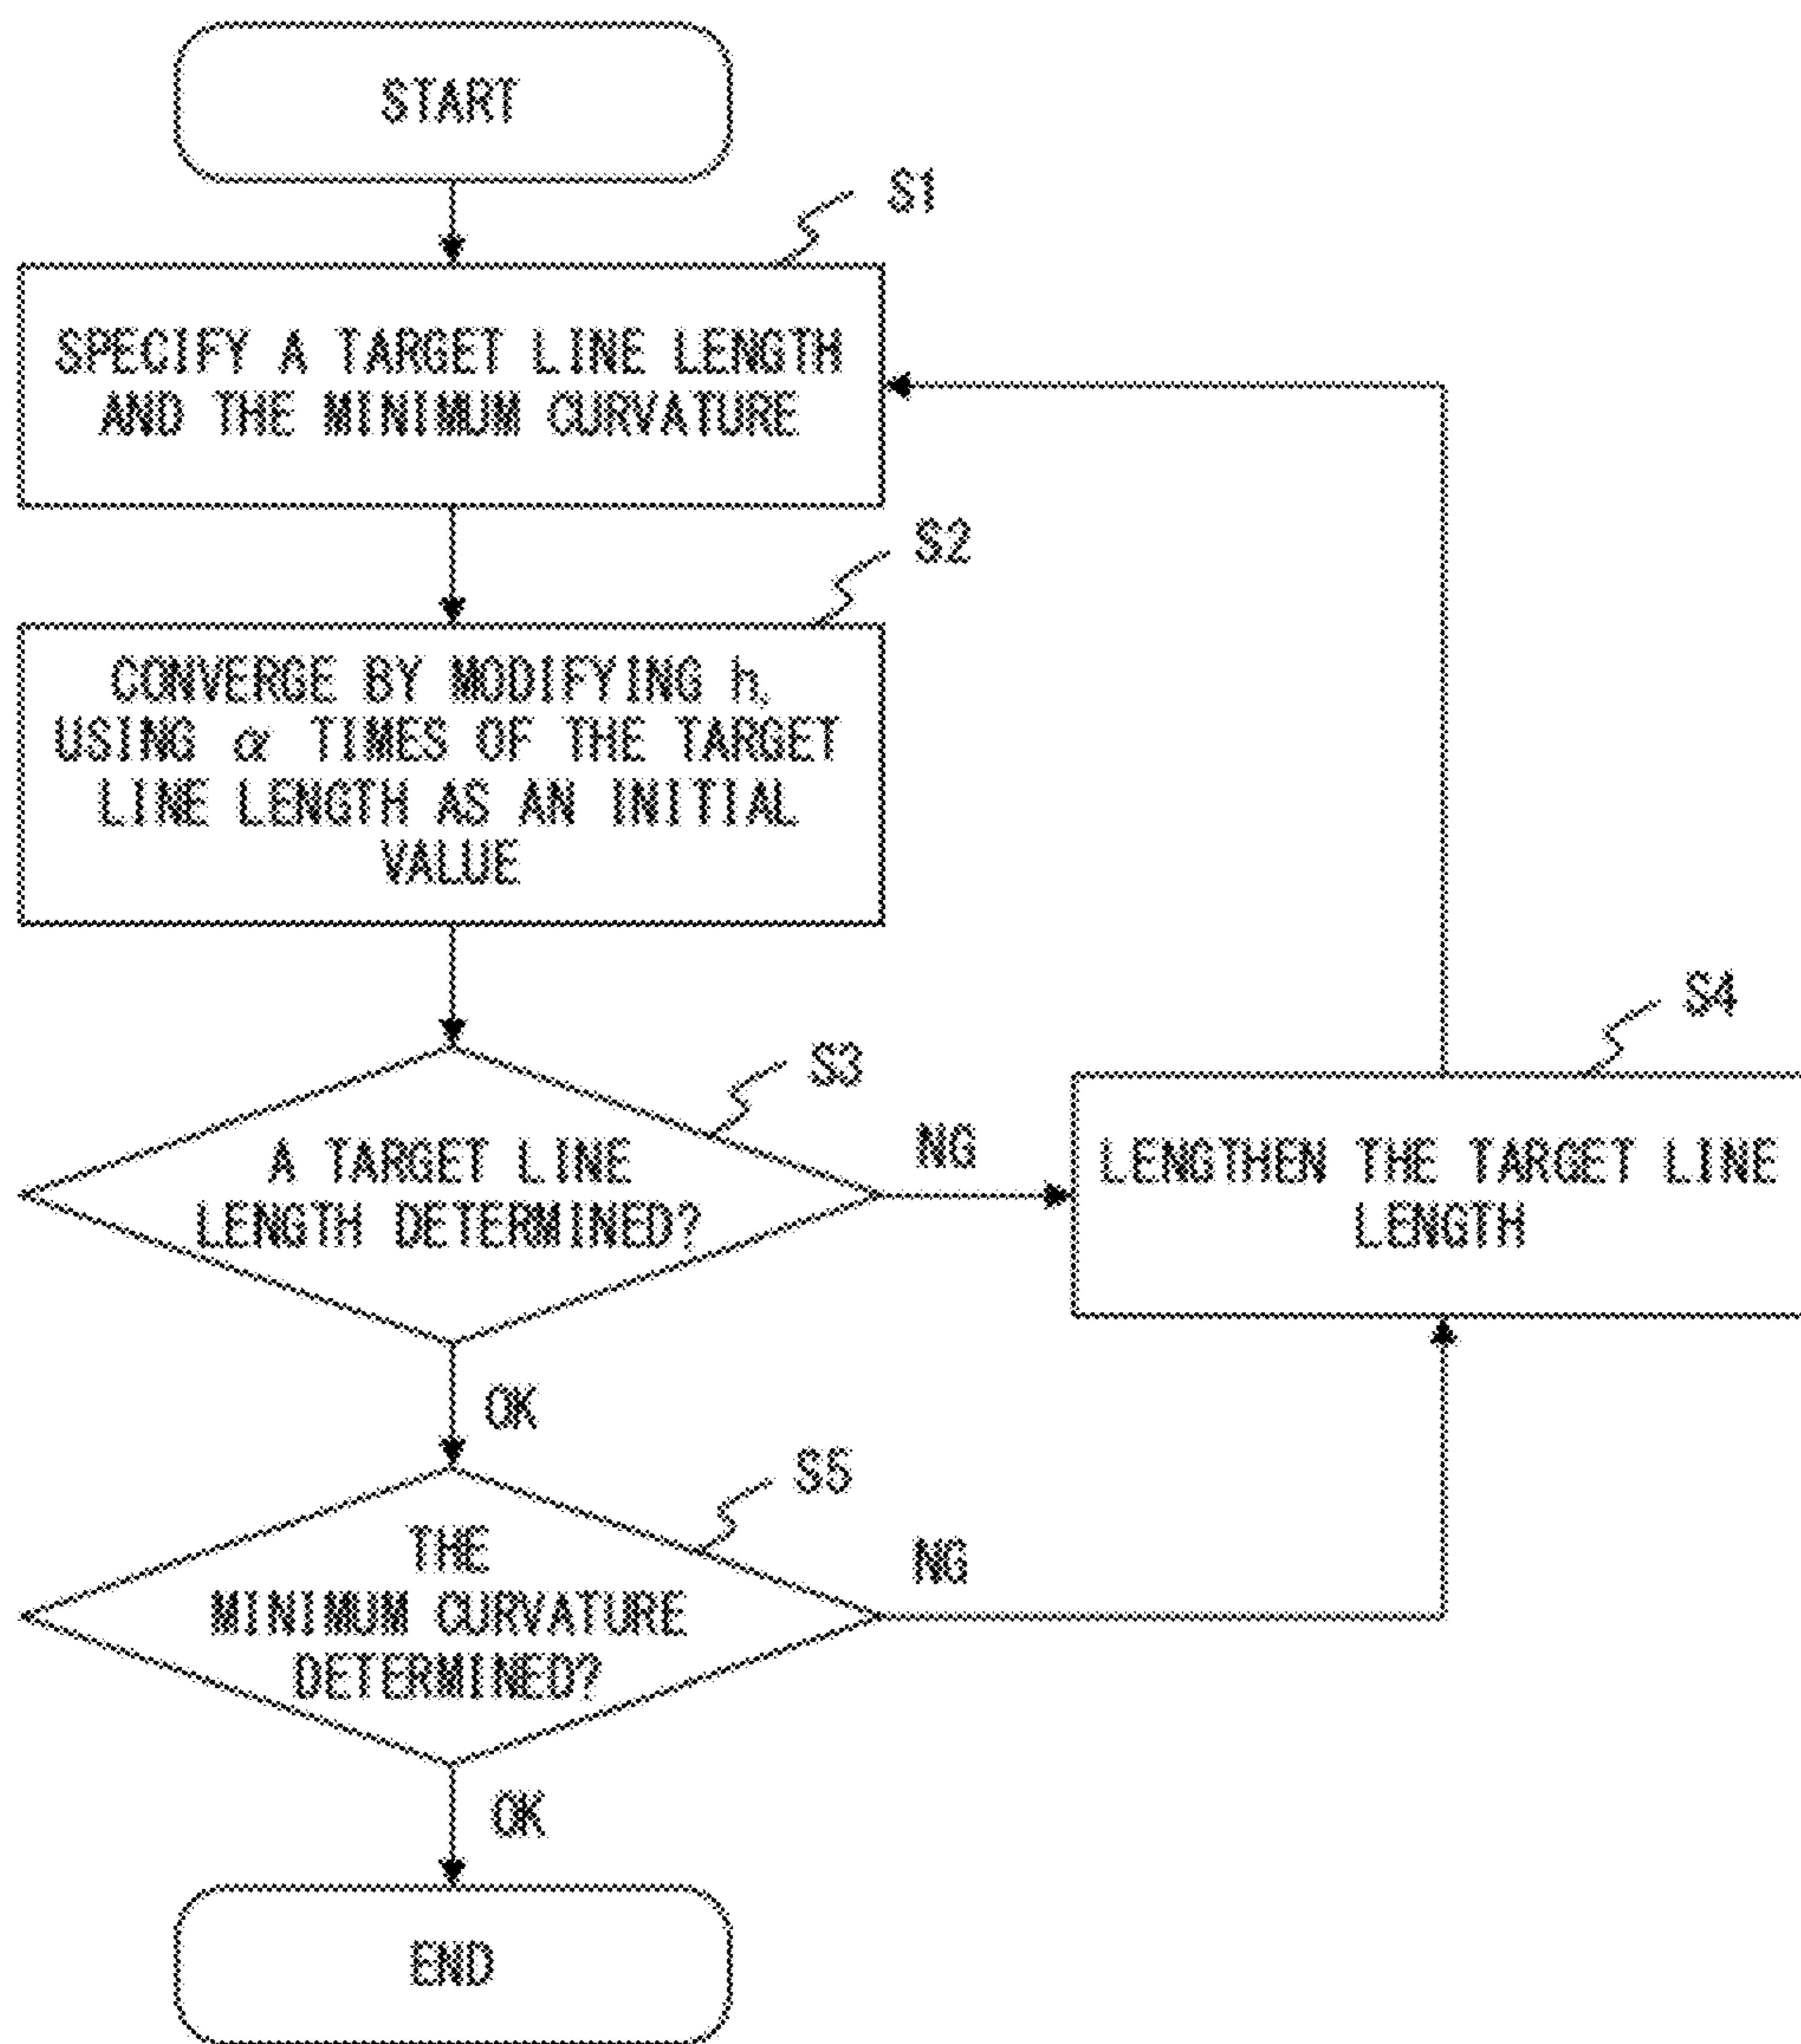 START
S1
SPECIFY A TARGET LINE LENGTH
AND THE MINIMUM CURVATURE
S2
CONVERGE BY MODIFYING h,
USING α TIMES OF THE TARGET
LINE LENGTH AS AN INITIAL
VALUE
S3
A TARGET LINE
LENGTH DETERMINED?
NG
S4
LENGTHEN THE TARGET LINE
LENGTH
OK
S5
THE
MINIMUM CURVATURE
DETERMINED?
NG
OK
END